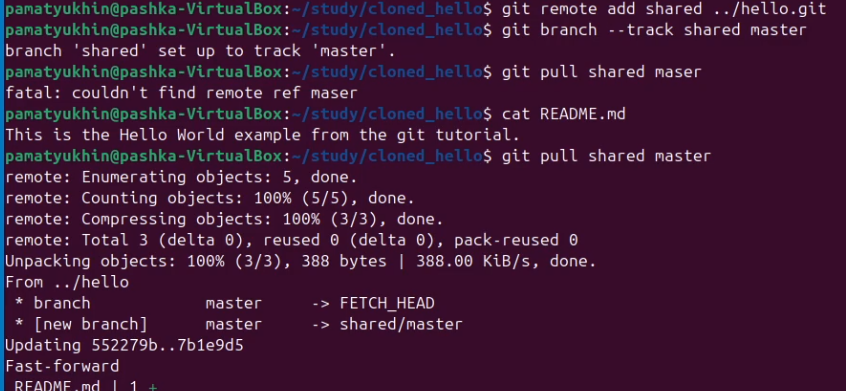 pamatyukhin@pashka-VirtualBox:~/study/cloned_hello$ git remote add shared ../hello.git
pamatyukhin@pashka-VirtualBox:~/study/cloned_hello$ git branch --track shared master
branch 'shared' set up to track 'master'.
pamatyukhin@pashka-VirtualBox:~/study/cloned_hello$ git pull shared maser
fatal: couldn't find remote ref maser
pamatyukhin@pashka-VirtualBox:~/study/cloned_hello$ cat README.md
This is the Hello World example from the git tutorial.
pamatyukhin@pashka-VirtualBox:~/study/cloned_hello$ git pull shared master
remote: Enumerating objects: 5, done.
remote: Counting objects: 100% (5/5), done.
remote: Compressing objects: 100% (3/3), done.
remote: Total 3 (delta 0), reused 0 (delta 0), pack-reused 0
Unpacking objects: 100% (3/3), 388 bytes | 388.00 KiB/s, done.
From ../hello
 * branch            master     -> FETCH_HEAD
 * [new branch]      master     -> shared/master
Updating 552279b..7b1e9d5
Fast-forward
 README.md | 1 +